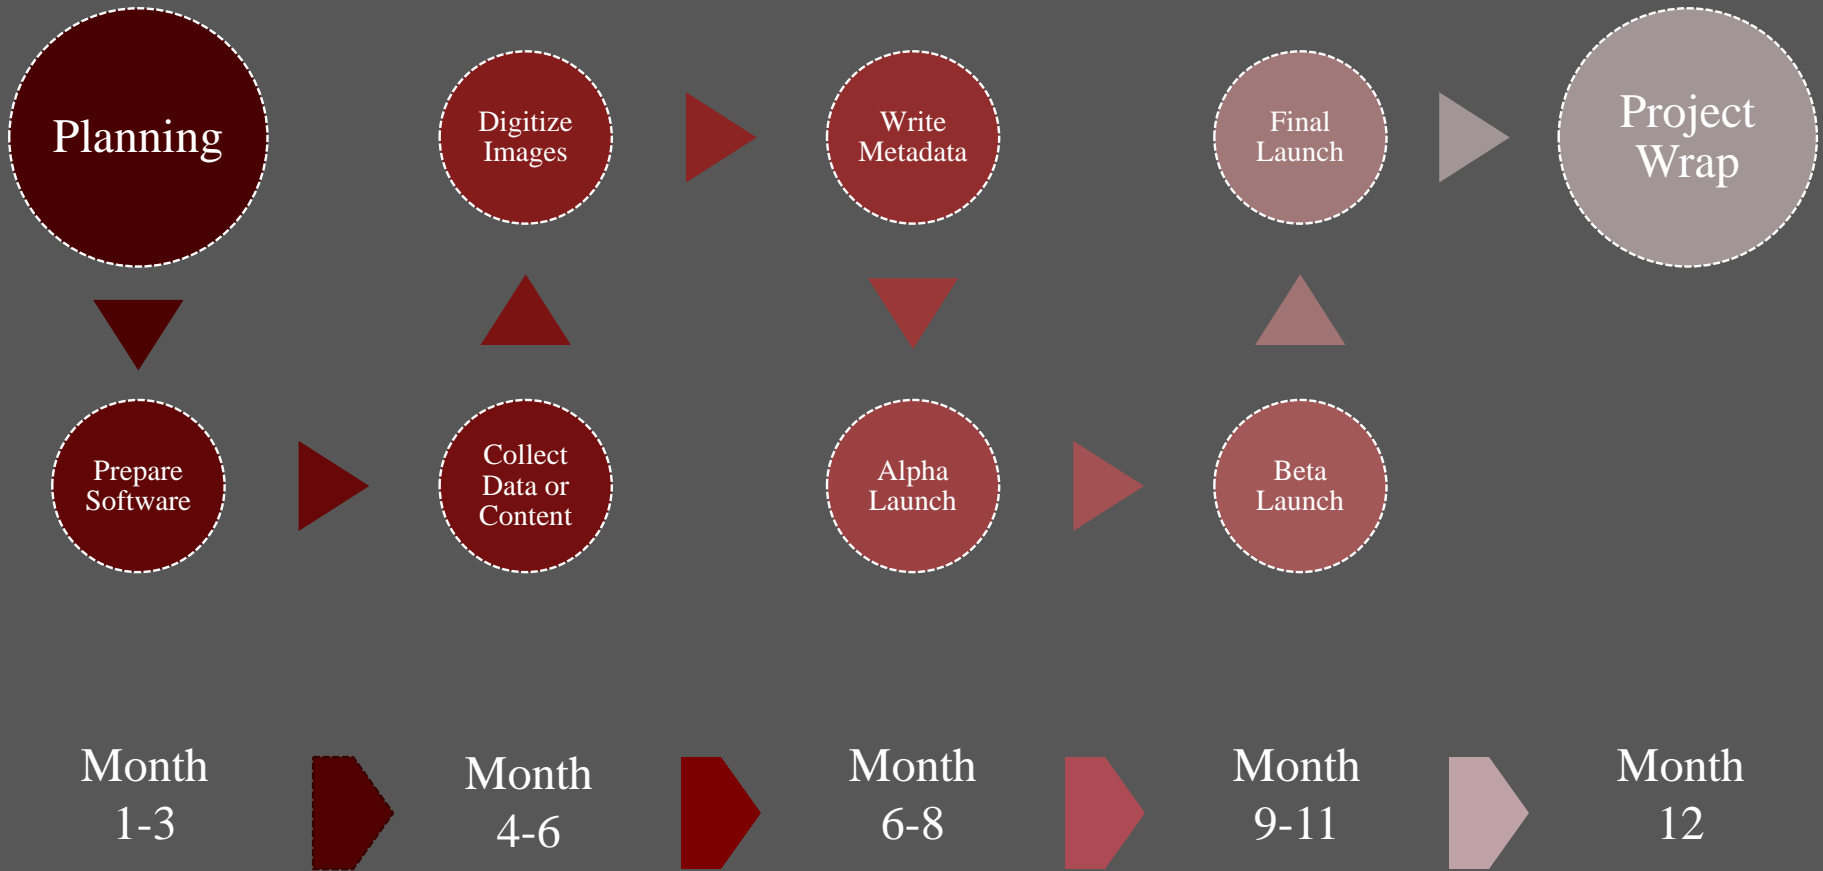 Planning
Digitize
Images
Write
Metadata
Final
Launch
Project
Wrap
Prepare
Software
Collect
Data or
Content
Alpha
Launch
Beta
Launch
Month
1-3
Month
4-6
Month
6-8
Month
9-11
Month
12